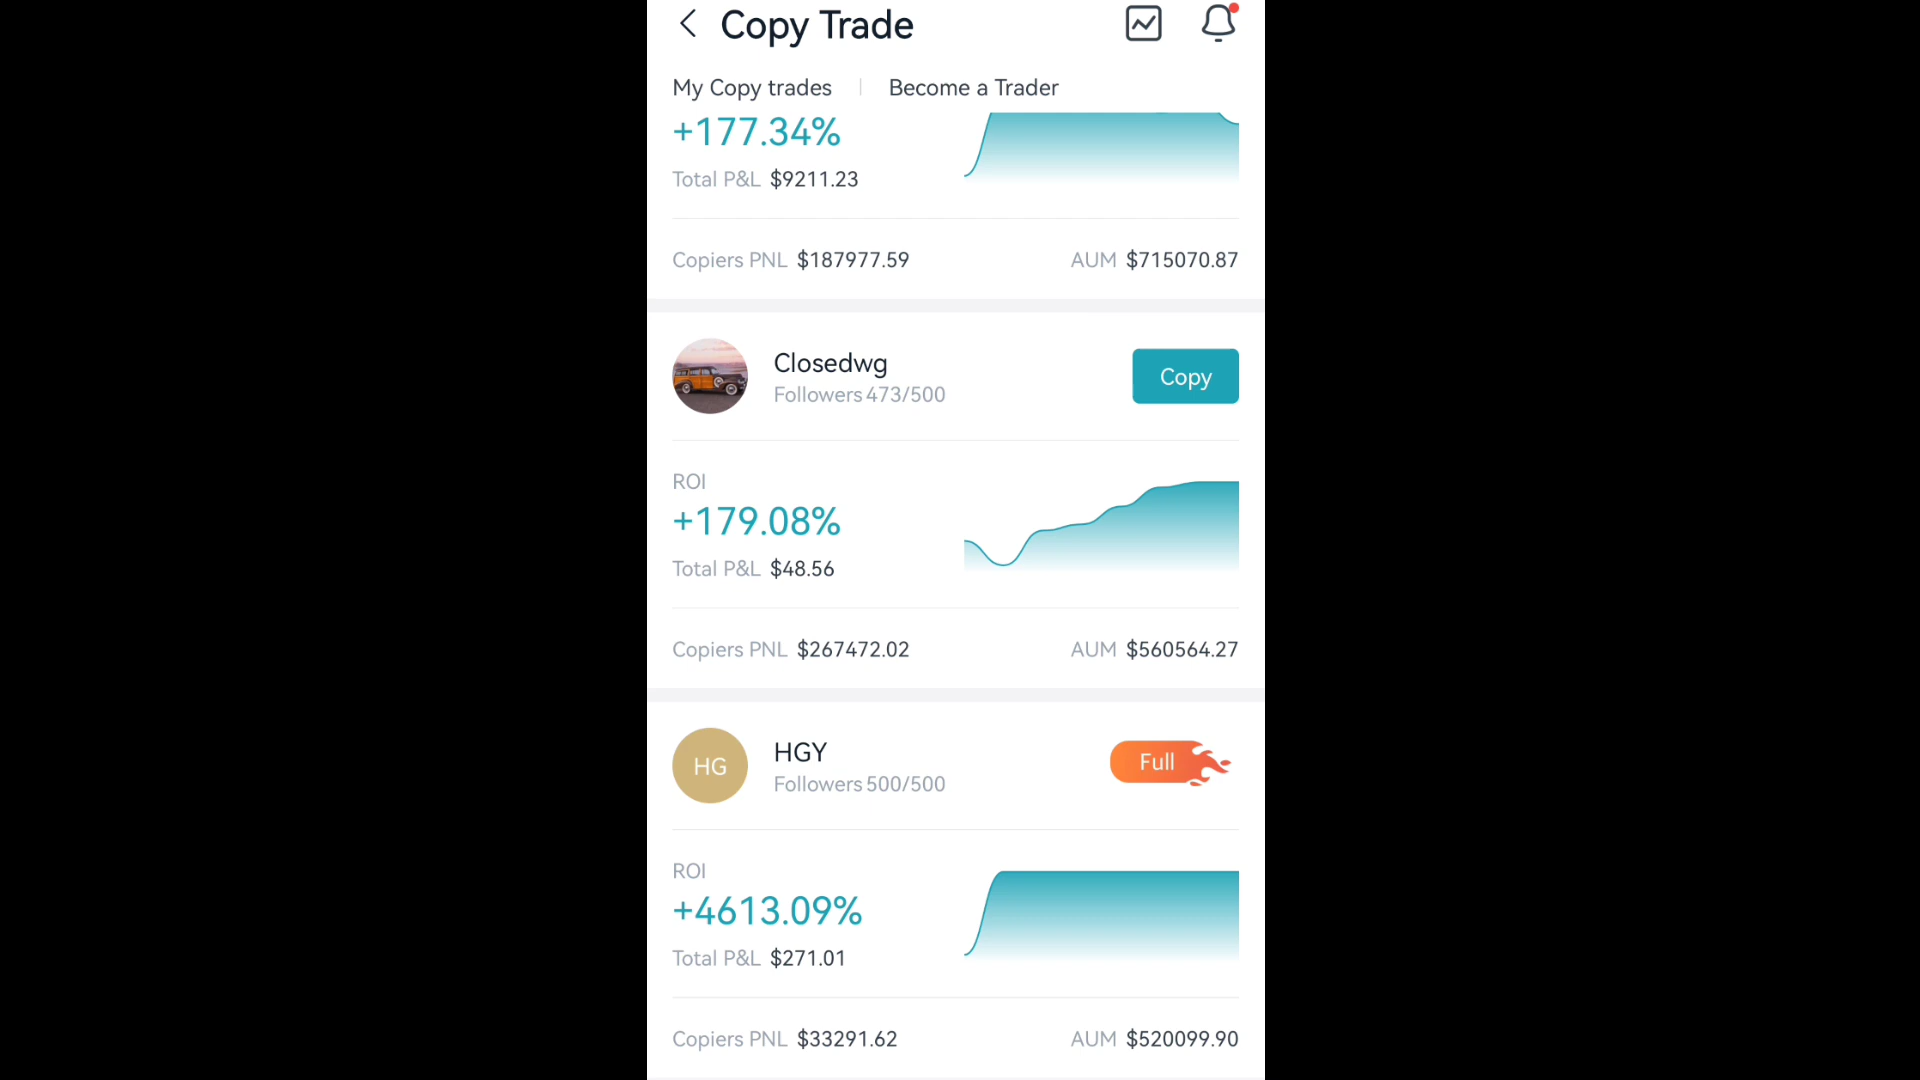 Copy Trade
My Copy trades
Become a Trader
+177.34%
Total P&L $9211.23
Copiers PNL $187977.59
AUM $715070.87
Closedwg
Followers 473/500
Copy
ROI
+179.08%
Total P&L $48.56
Copiers PNL $267472.02
AUM $560564.27
HG
HGY
Followers 500/500
Full
ROI
+4613.09%
Total P&L $271.01
Copiers PNL $33291.62
AUM $520099.90